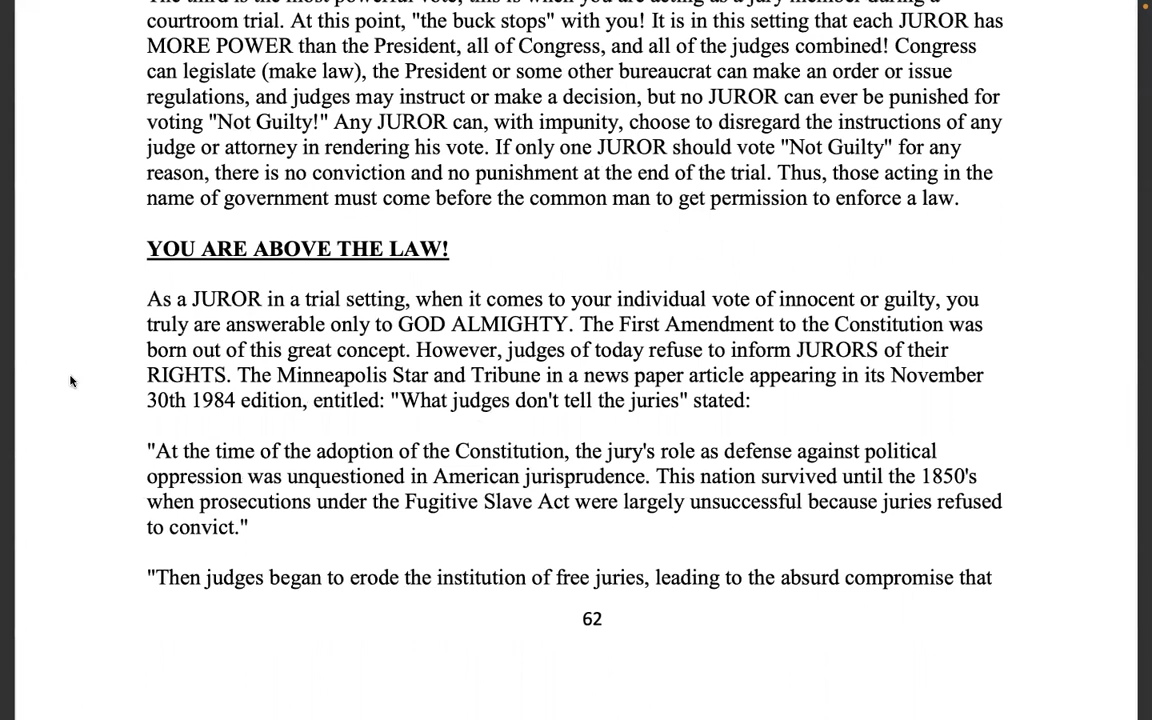 courtroom trial. At this point, "the buck stops" with you! It is in this setting that each JUROR has
MORE POWER than the President, all of Congress, and all of the judges combined! Congress
can legislate (make law), the President or some other bureaucrat can make an order or issue
regulations, and judges may instruct or make a decision, but no JUROR can ever be punished for
voting "Not Guilty!" Any JUROR can, with impunity, choose to disregard the instructions of any
judge or attorney in rendering his vote. If only one JUROR should vote "Not Guilty" for any
reason, there is no conviction and no punishment at the end of the trial. Thus, those acting in the
name of government must come before the common man to get permission to enforce a law.
YOU ARE ABOVE THE LAW!
As a JUROR in a trial setting, when it comes to your individual vote of innocent or guilty, you
truly are answerable only to GOD ALMIGHTY. The First Amendment to the Constitution was
born out of this great concept. However, judges of today refuse to inform JURORS of their
RIGHTS. The Minneapolis Star and Tribune in a news paper article appearing in its November
30th 1984 edition, entitled: "What judges don't tell the juries" stated:
"At the time of the adoption of the Constitution, the jury's role as defense against political
oppression was unquestioned in American jurisprudence. This nation survived until the 1850's
when prosecutions under the Fugitive Slave Act were largely unsuccessful because juries refused
to convict."
"Then judges began to erode the institution of free juries, leading to the absurd compromise that
62